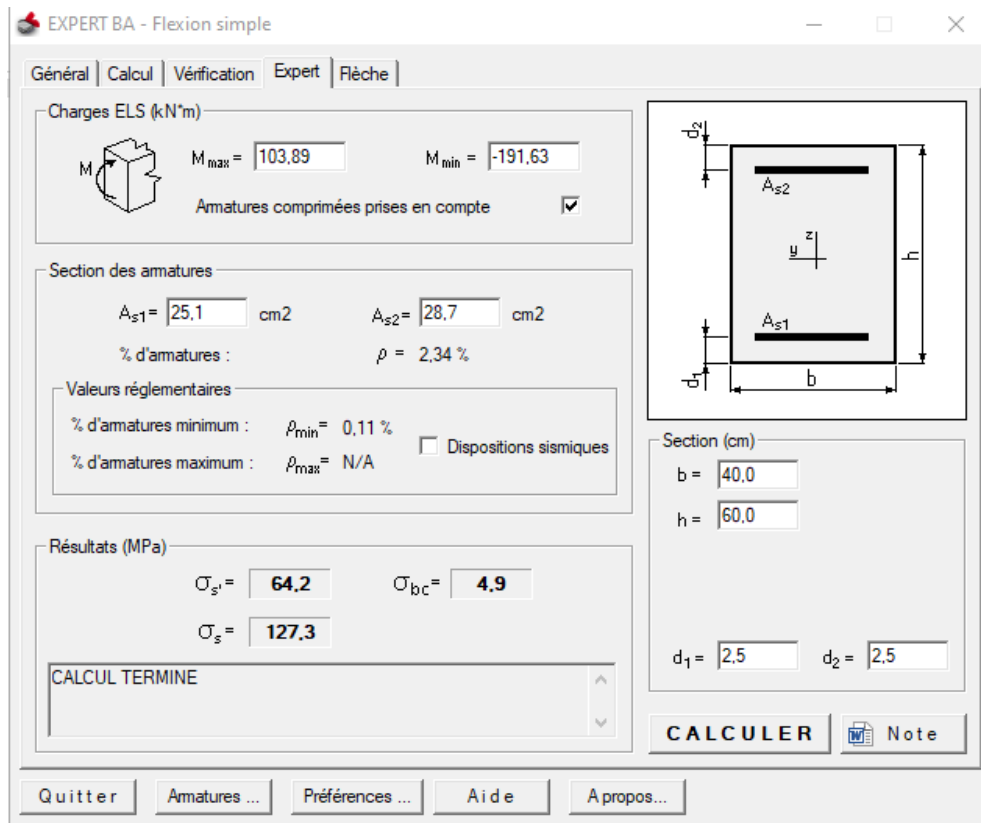 EXPERT BA - Flexion simple
Général Calcul Vérification Expert Flèche
Charges ELS (kN*m)
M
M max = 103,89 M min = -191,63
Armatures comprimées prises en compte
Section des armatures
As1= 25,1 cm2 As2= 28,7 cm2
% d'armatures : ρ = 2,34 %
Valeurs réglementaires
% d'armatures minimum : ρmin= 0,11 %
Dispositions sismiques
% d'armatures maximum : ρmax= N/A
Résultats (MPa)
σs'= 64,2 σbc= 4,9
σs= 127,3
CALCUL TERMINE
d2
As2
z
y
h
As1
d1
b
Section (cm)
b = 40,0
h = 60,0
d1 = 2,5 d2 = 2,5
CALCULER Note
Quitter Armatures ... Préférences ... Aide A propos...